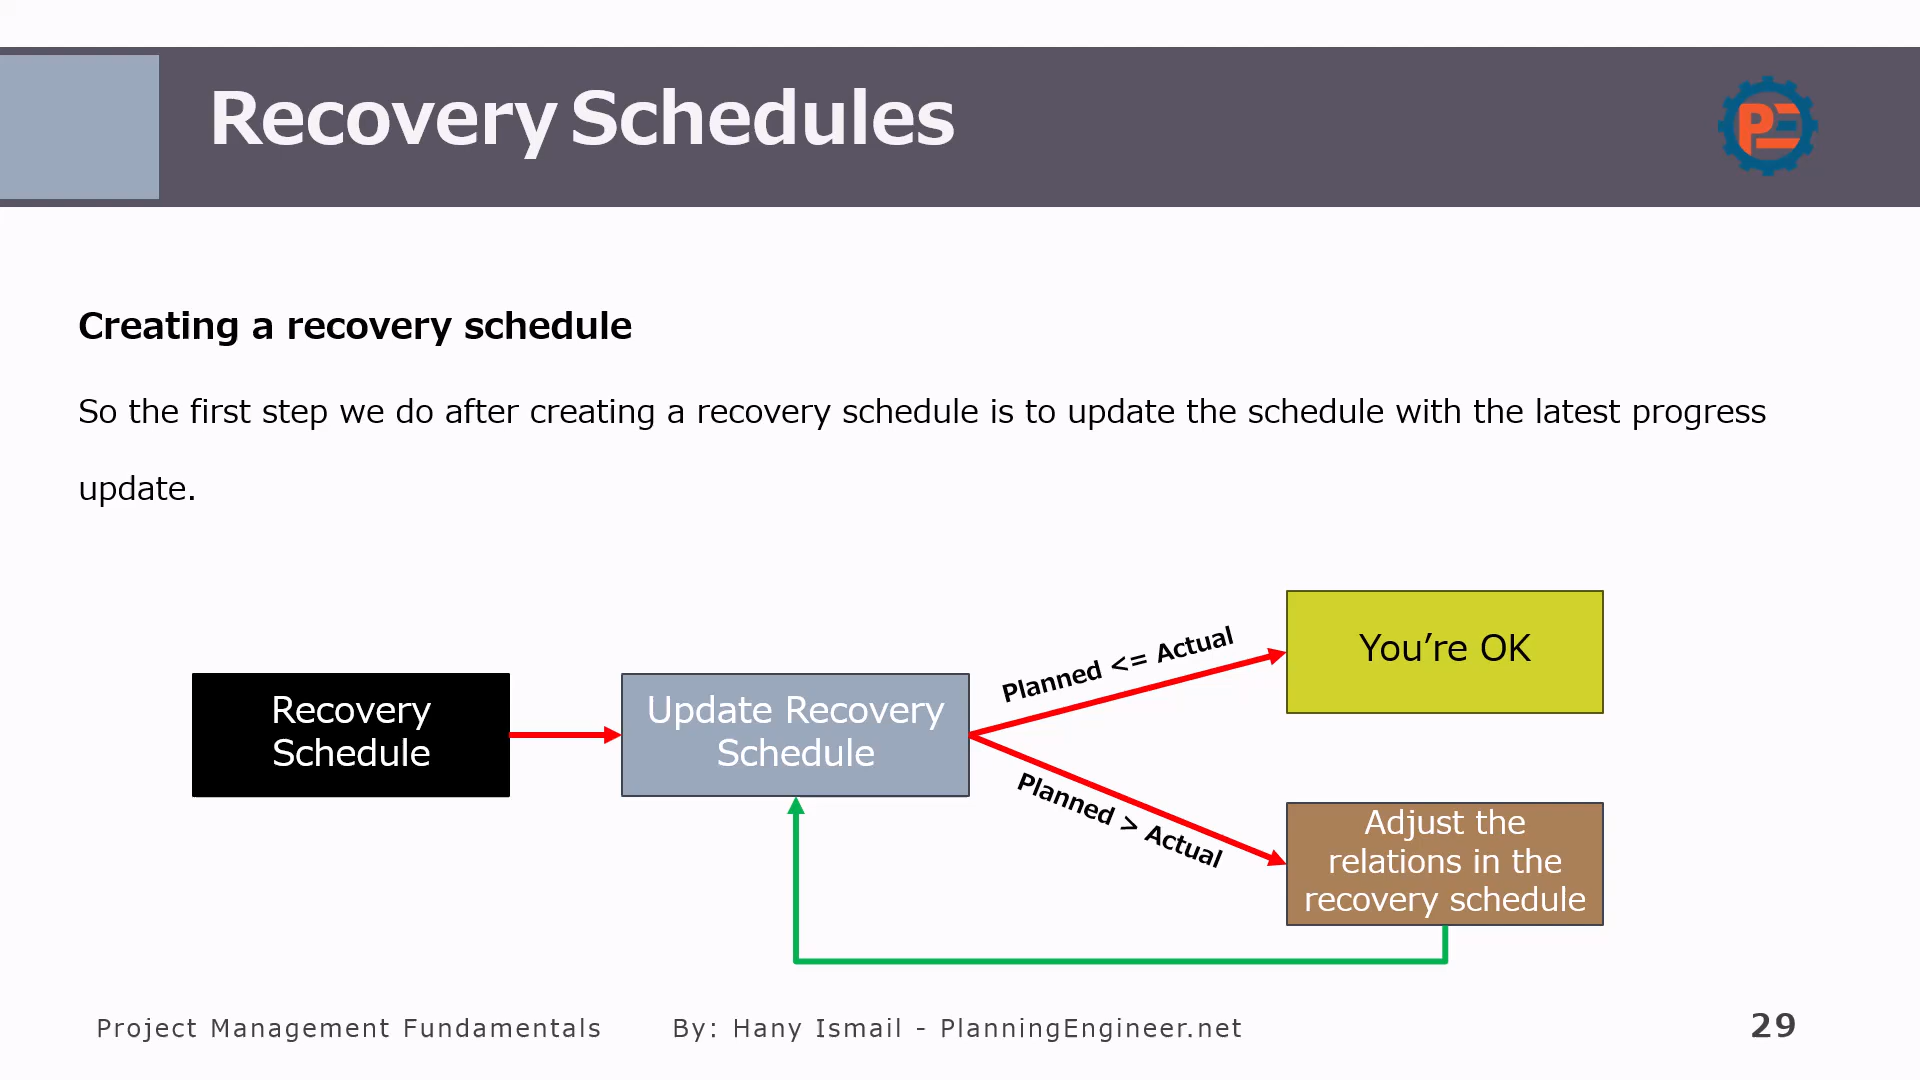 Recovery Schedules
PE
Creating a recovery schedule
So the first step we do after creating a recovery schedule is to update the schedule with the latest progress
update.
Recovery
Schedule
Update Recovery
Schedule
Planned <= Actual
You’re OK
Planned > Actual
Adjust the
relations in the
recovery schedule
Project Management Fundamentals By: Hany Ismail - PlanningEngineer.net 29